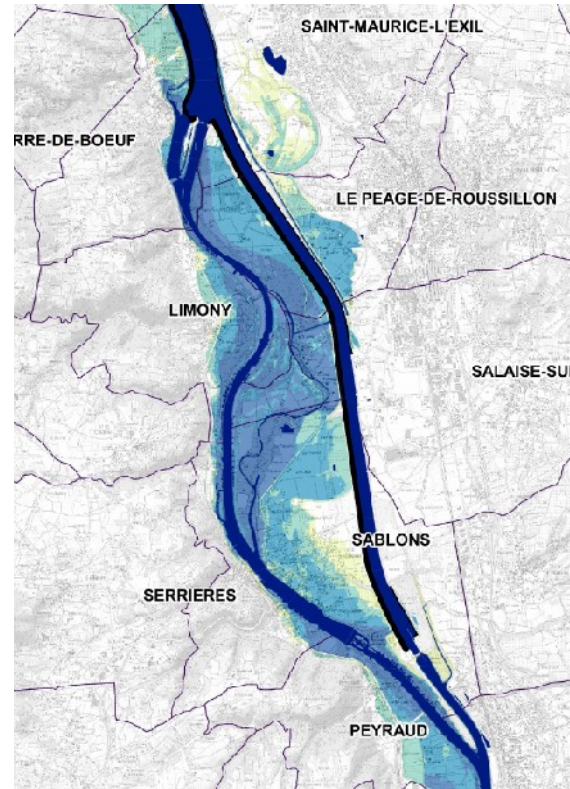 SAINT-MAURICE-L'EXIL
RRE-DE-BOEUF
LE PEAGE-DE-ROUSSILLON
LIMONY
SALAISE-SU
SABLONS
SERRIERES
PEYRAUD